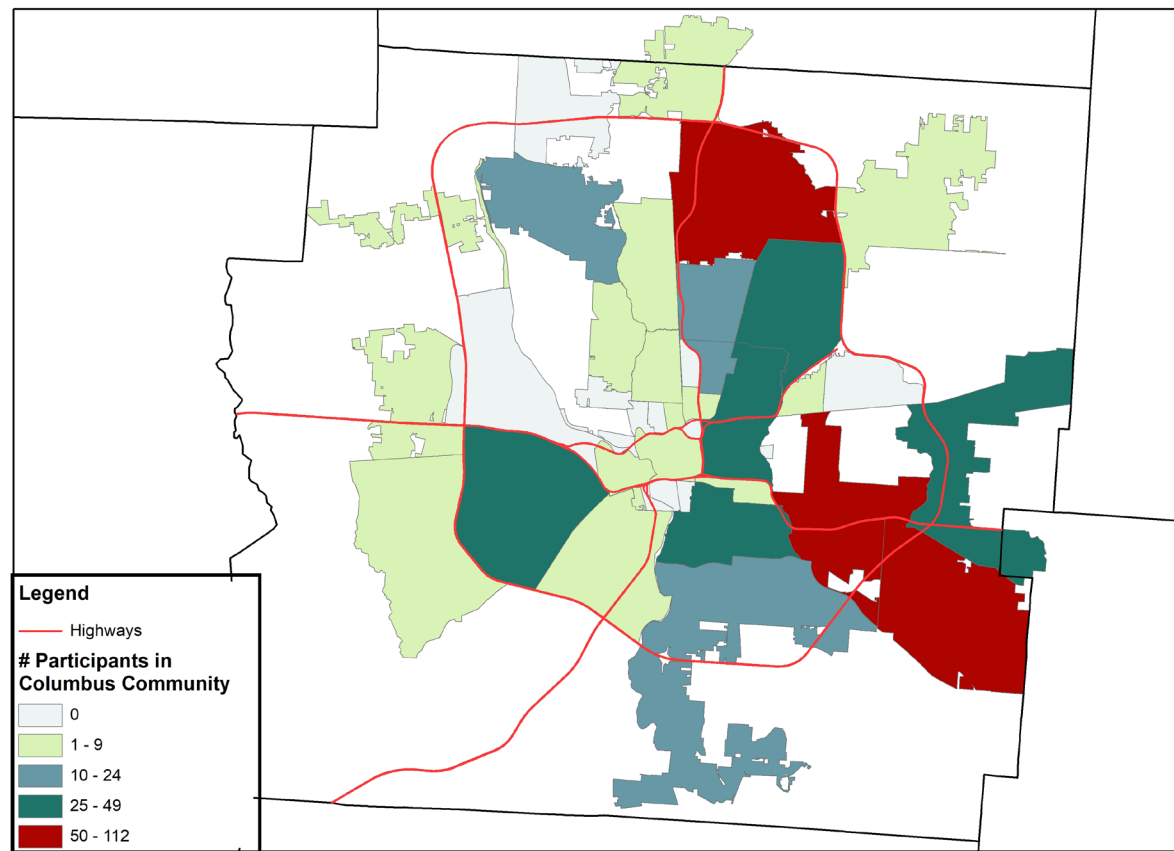 Legend
Highways
# Participants in
Columbus Community
0
1 - 9
10 - 24
25 - 49
50 - 112